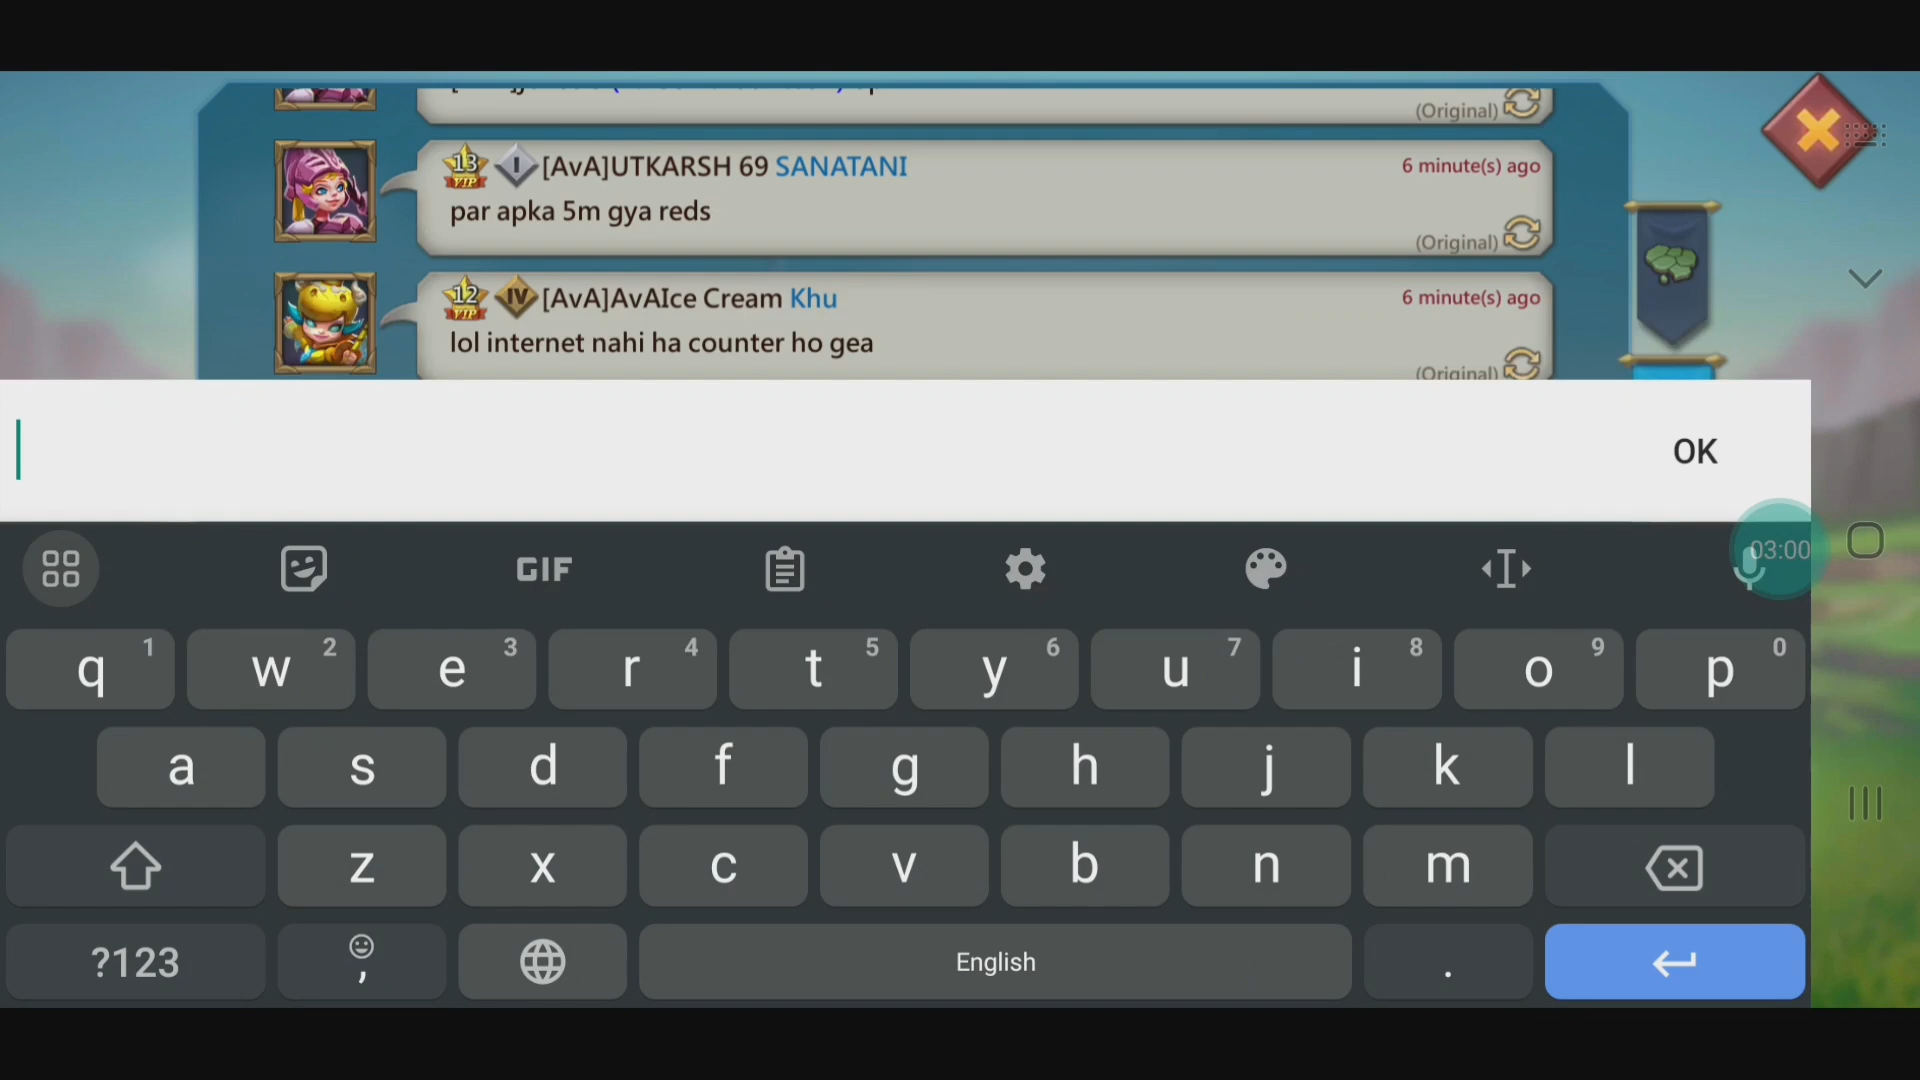 (Original)
13 VIP I [AvA]UTKARSH 69 SANATANI 6 minute(s) ago
par apka 5m gya reds
(Original)
12 VIP IV [AvA]AvAIce Cream Khu 6 minute(s) ago
lol internet nahi ha counter ho gea
(Original)
OK
GIF 03:00
q 1 w 2 e 3 r 4 t 5 y 6 u 7 i 8 o 9 p 0
a s d f g h j k l
z x c v b n m
?123 , English .